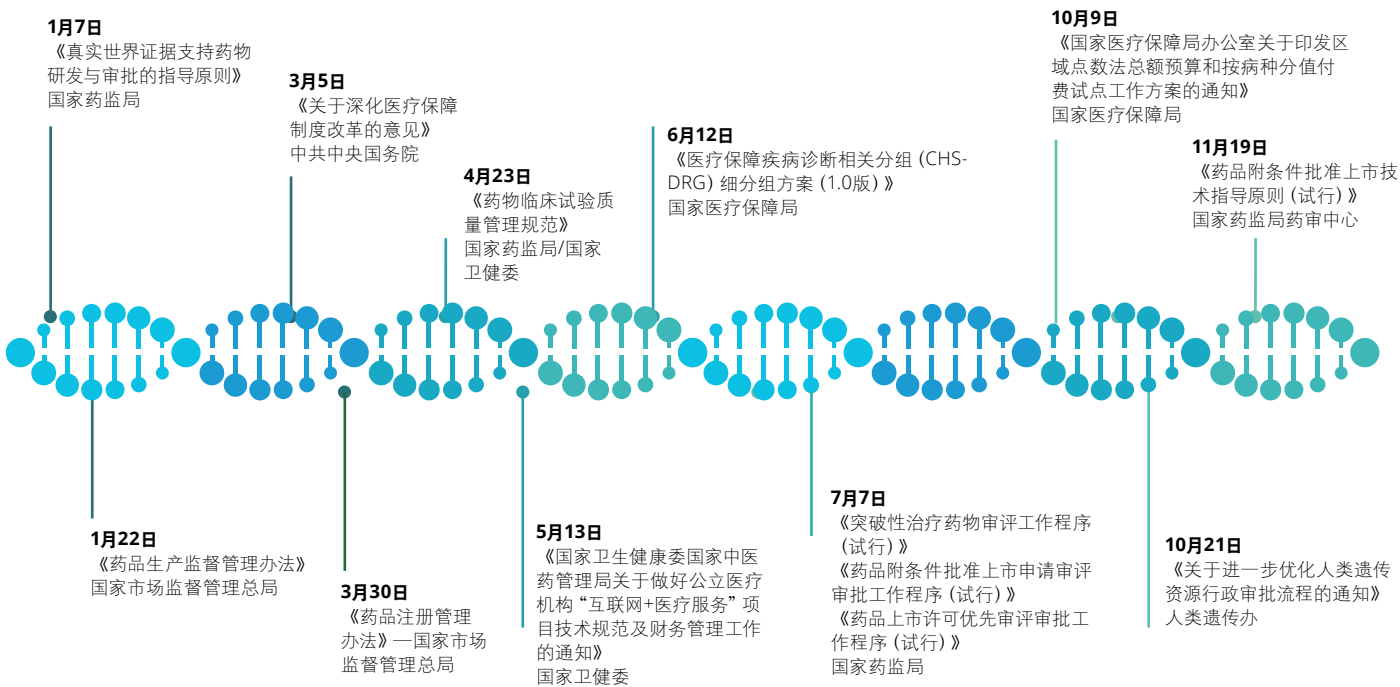 1月7日
《真实世界证据支持药物
研发与审批的指导原则》
国家药监局
3月5日
《关于深化医疗保障
制度改革的意见》
中共中央国务院
4月23日
《药物临床试验质
量管理规范》
国家药监局/国家
卫健委
6月12日
《医疗保障疾病诊断相关分组 (CHS-
DRG) 细分组方案 (1.0版) 》
国家医疗保障局
10月9日
《国家医疗保障局办公室关于印发区
域点数法总额预算和按病种分值付
费试点工作方案的通知》
国家医疗保障局
11月19日
《药品附条件批准上市技
术指导原则 (试行) 》
国家药监局药审中心
1月22日
《药品生产监督管理办法》
国家市场监督管理总局
3月30日
《药品注册管理
办法》—国家市场
监督管理总局
5月13日
《国家卫生健康委国家中医
药管理局关于做好公立医疗
机构“互联网+医疗服务”项
目技术规范及财务管理工作
的通知》
国家卫健委
7月7日
《突破性治疗药物审评工作程序
(试行) 》
《药品附条件批准上市申请审评
审批工作程序 (试行) 》
《药品上市许可优先审评审批工
作程序 (试行) 》
国家药监局
10月21日
《关于进一步优化人类遗传
资源行政审批流程的通知》
人类遗传办